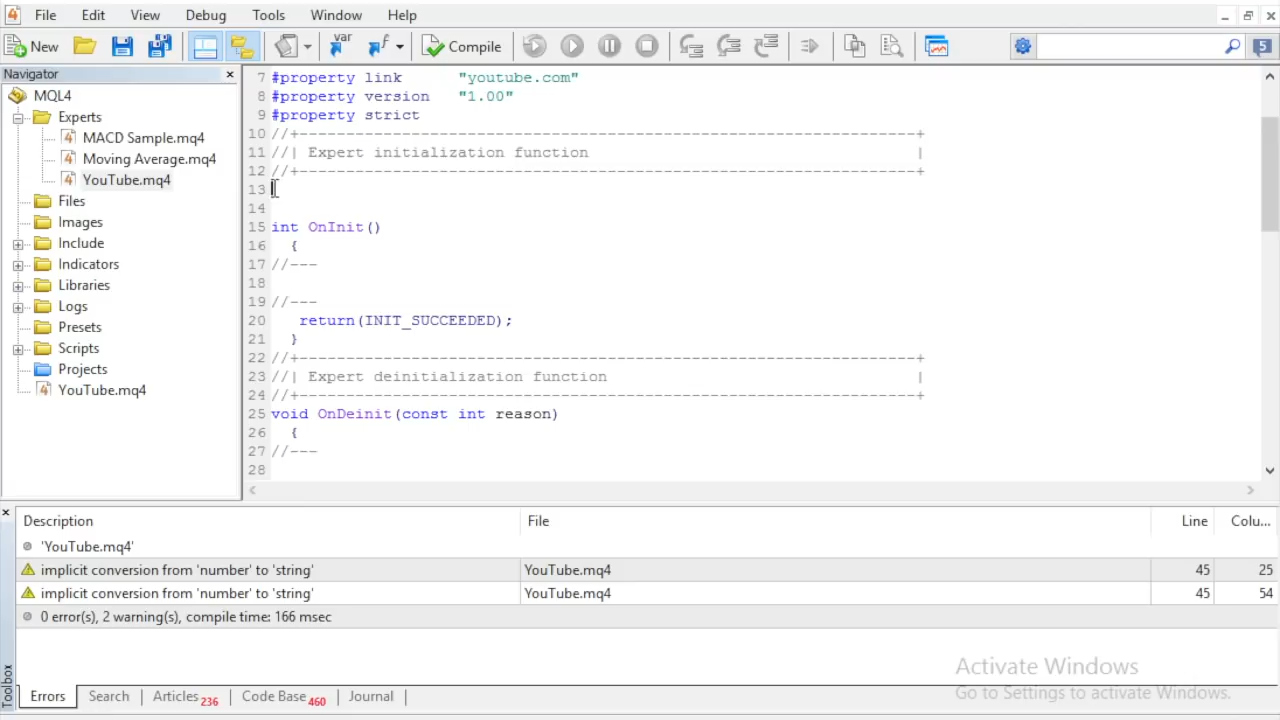 File Edit View Debug Tools Window Help
New var f Compile 5
Navigator
MQL4
Experts
MACD Sample.mq4
Moving Average.mq4
YouTube.mq4
Files
Images
Include
Indicators
Libraries
Logs
Presets
Scripts
Projects
YouTube.mq4
7 #property link "youtube.com"
8 #property version "1.00"
9 #property strict
10 //+------------------------------------------------------------------+
11 //| Expert initialization function |
12 //+------------------------------------------------------------------+
13
14
15 int OnInit()
16 {
17 //---
18
19 //---
20 return(INIT_SUCCEEDED);
21 }
22 //+------------------------------------------------------------------+
23 //| Expert deinitialization function |
24 //+------------------------------------------------------------------+
25 void OnDeinit(const int reason)
26 {
27 //---
28
Description File Line Colu...
'YouTube.mq4'
implicit conversion from 'number' to 'string' YouTube.mq4 45 25
implicit conversion from 'number' to 'string' YouTube.mq4 45 54
0 error(s), 2 warning(s), compile time: 166 msec
Toolbox
Errors Search Articles 236 Code Base 460 Journal
Activate Windows
Go to Settings to activate Windows.